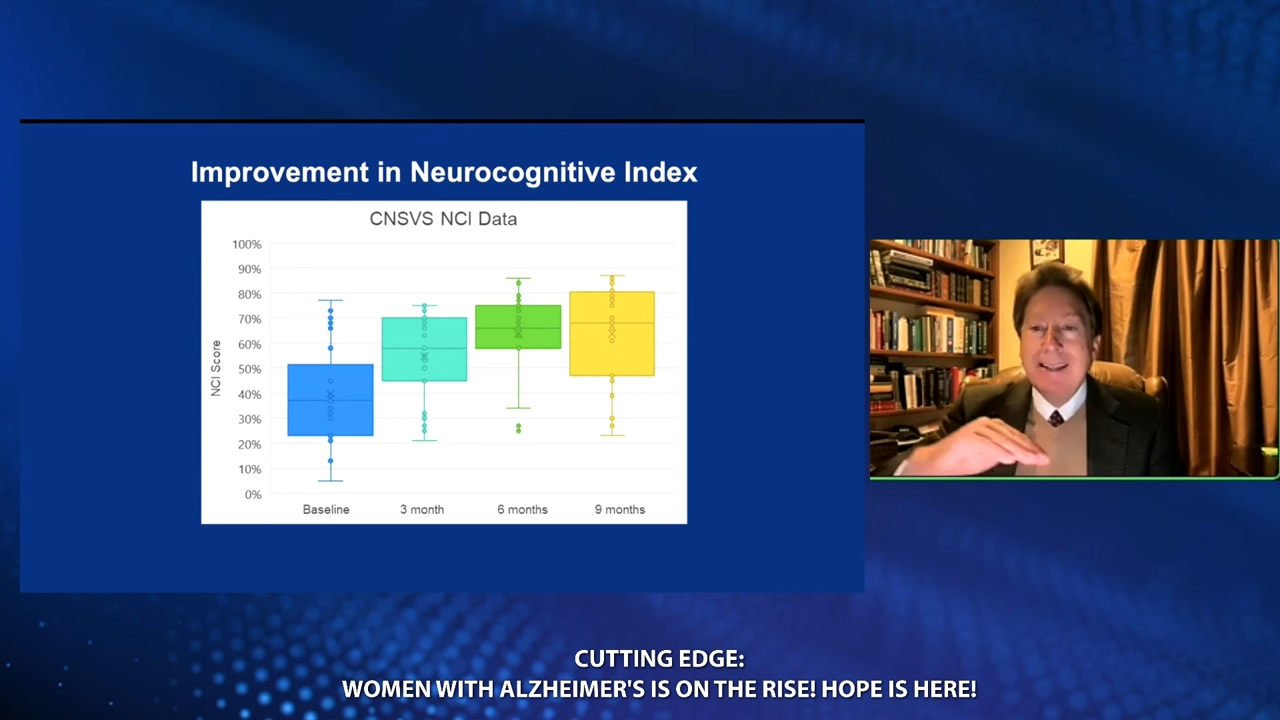 Improvement in Neurocognitive Index
CNSVS NCI Data
NCI Score
100%
90%
80%
70%
60%
50%
40%
30%
20%
10%
0%
Baseline
3 month
6 months
9 months
CUTTING EDGE:
WOMEN WITH ALZHEIMER'S IS ON THE RISE! HOPE IS HERE!